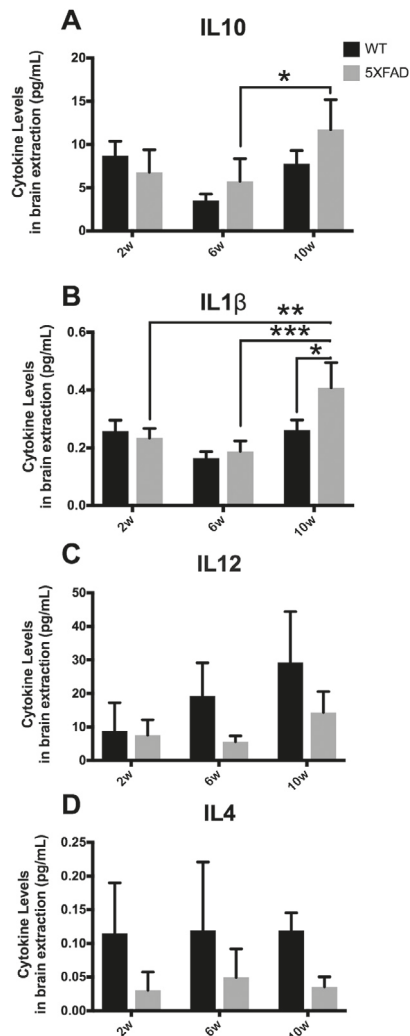 A
IL10
WT
5XFAD
Cytokine Levels
in brain extraction (pg/mL)
20
15
10
5
0
*
2w
6w
10w
B
IL1β
Cytokine Levels
in brain extraction (pg/mL)
0.6
0.4
0.2
0.0
**
***
*
2w
6w
10w
C
IL12
Cytokine Levels
in brain extraction (pg/mL)
50
40
30
20
10
0
2w
6w
10w
D
IL4
Cytokine Levels
in brain extraction (pg/mL)
0.25
0.20
0.15
0.10
0.05
0.00
2w
6w
10w